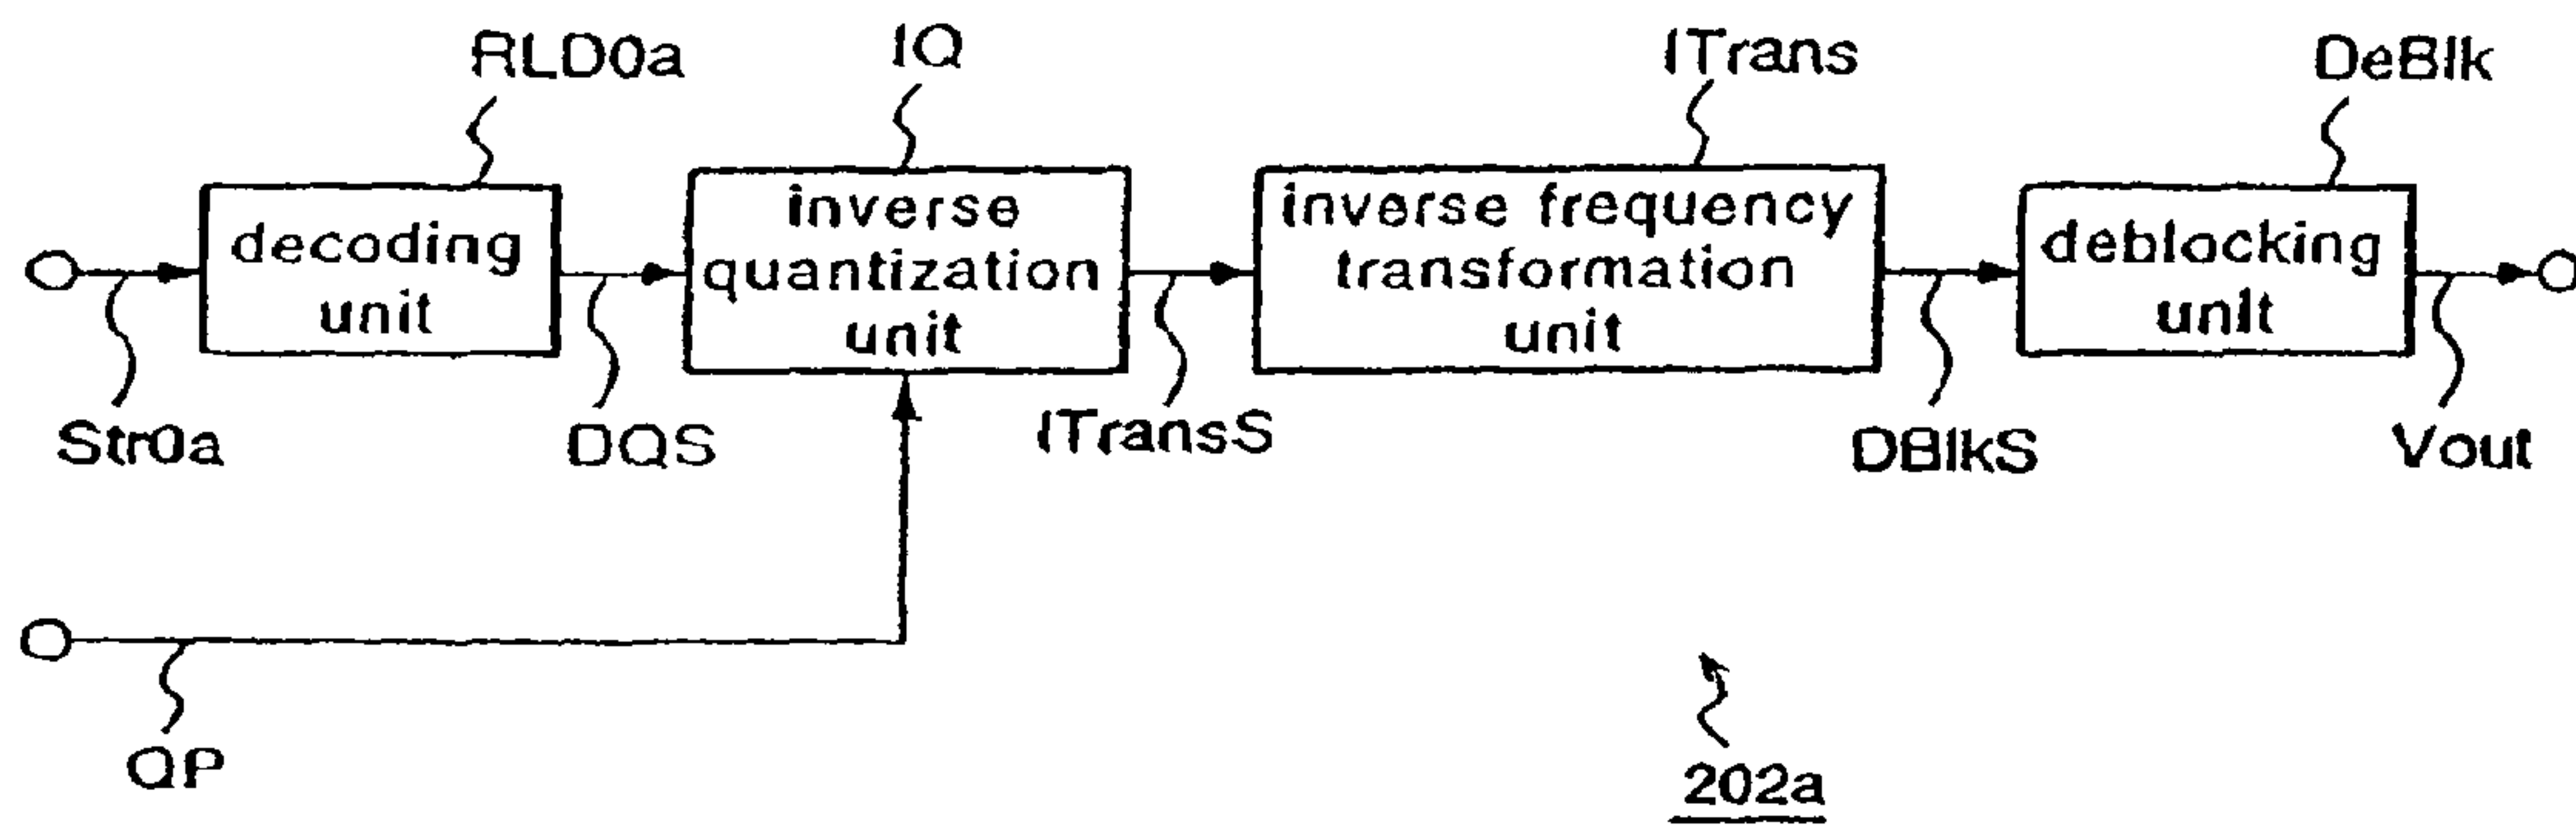 RLD0a
IQ
ITrans
DeBlk
decoding
unit
inverse
quantization
unit
inverse frequency
transformation
unit
deblocking
unit
Str0a
DQS
ITransS
DBlkS
Vout
QP
202a